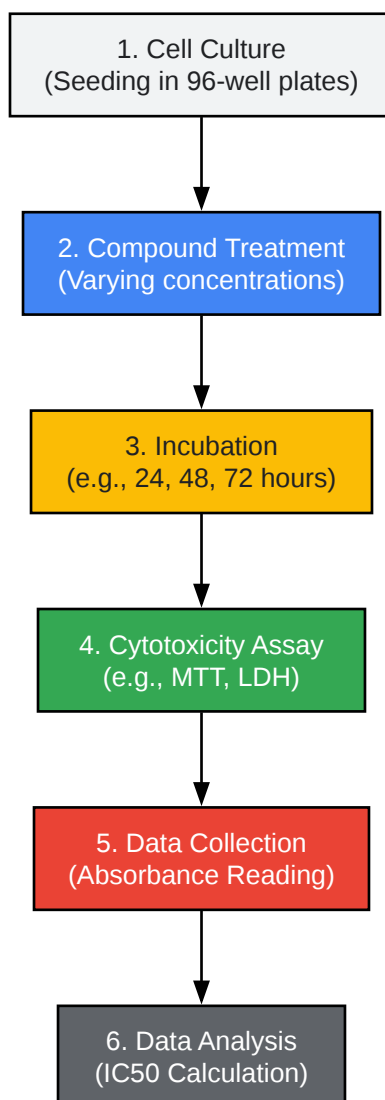 1. Cell Culture
(Seeding in 96-well plates)
2. Compound Treatment
(Varying concentrations)
3. Incubation
(e.g., 24, 48, 72 hours)
4. Cytotoxicity Assay
(e.g., MTT, LDH)
5. Data Collection
(Absorbance Reading)
6. Data Analysis
(IC50 Calculation)